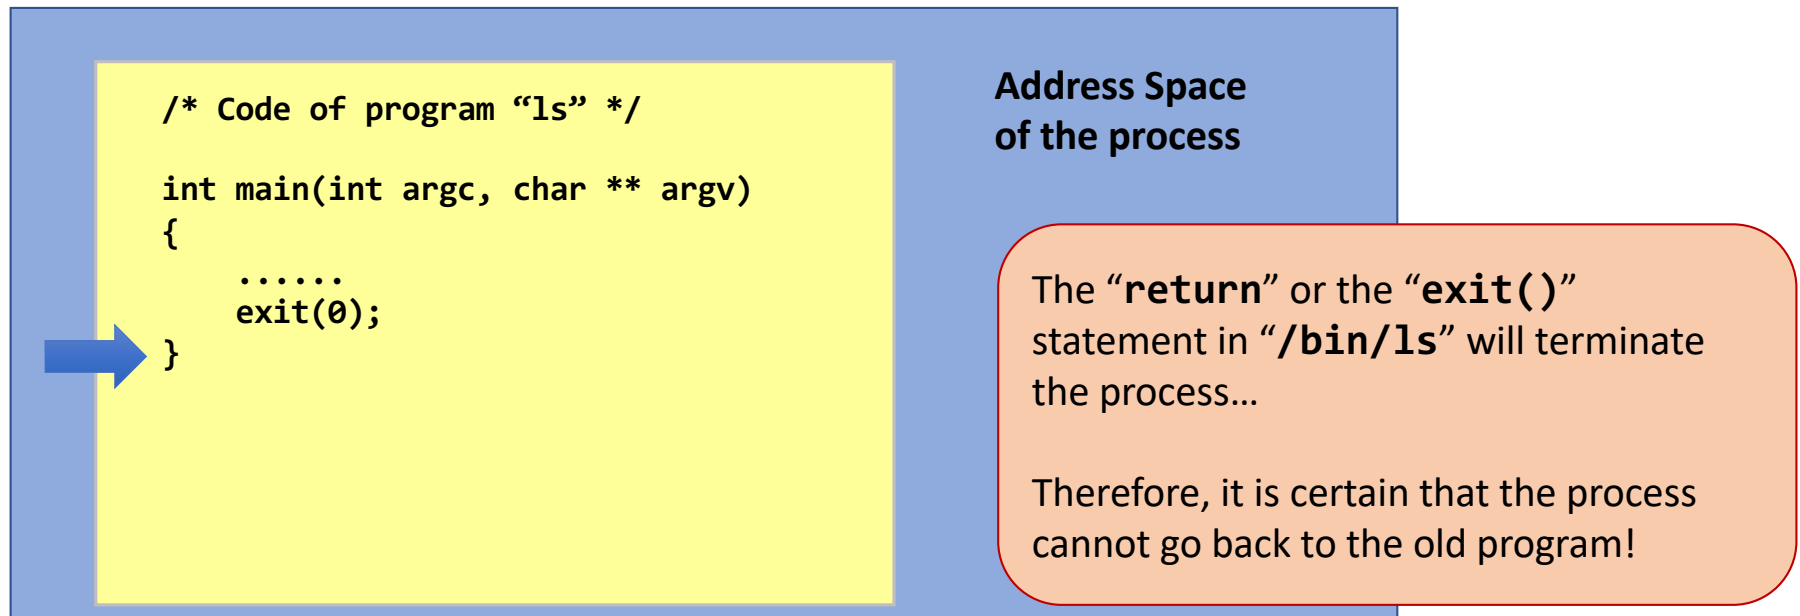 /* Code of program “ls” */
int main(int argc, char ** argv)
{
......
exit(0);
}
Address Space
of the process
The “return” or the “exit()”
statement in “/bin/ls” will terminate
the process…
Therefore, it is certain that the process
cannot go back to the old program!